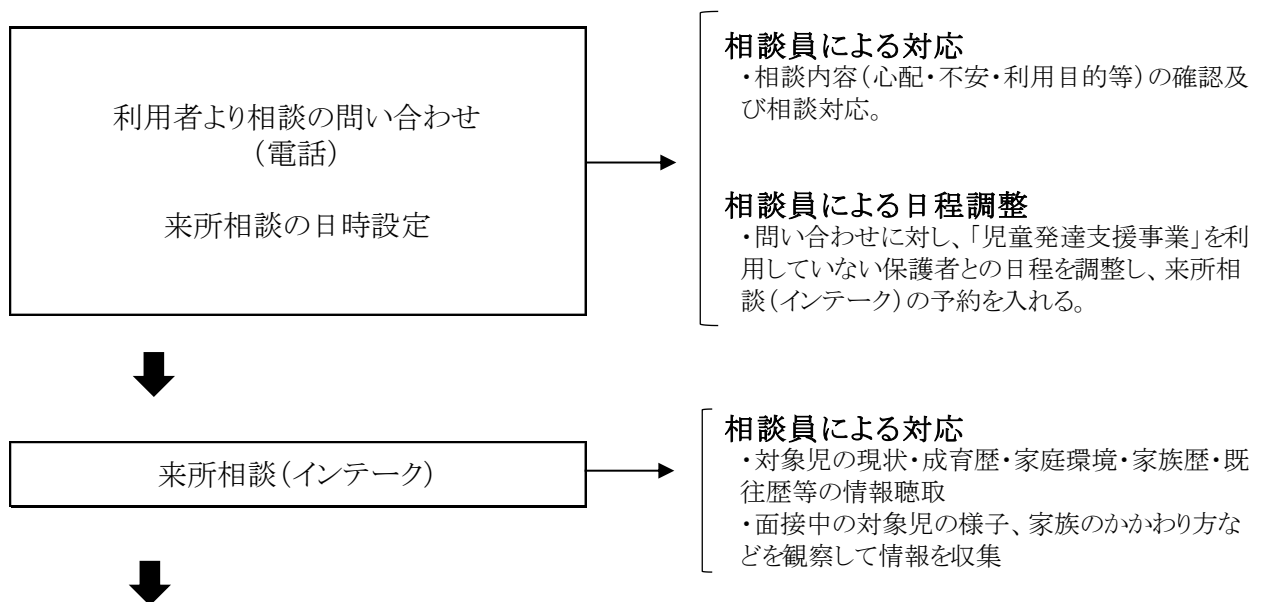 利用者より相談の問い合わせ
（電話）
来所相談の日時設定
相談員による対応
・相談内容（心配・不安・利用目的等）の確認及
び相談対応。
相談員による日程調整
・問い合わせに対し、「児童発達支援事業」を利
用していない保護者との日程を調整し、来所相
談（インテーク）の予約を入れる。
来所相談（インテーク）
相談員による対応
・対象児の現状・成育歴・家庭環境・家族歴・既
往歴等の情報聴取
・面接中の対象児の様子、家族のかかわり方な
どを観察して情報を収集